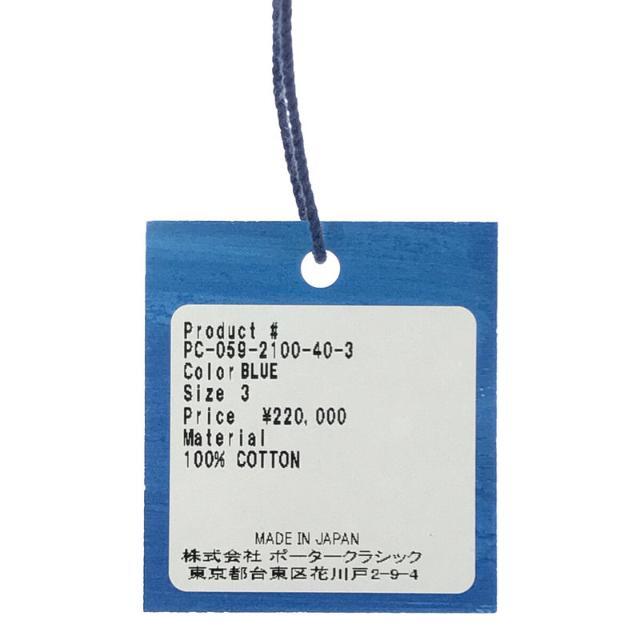 Product #
PC-059-2100-40-3
Color BLUE
Size 3
Price ¥220,000
Material
100% COTTON
MADE IN JAPAN
株式会社 ポータークラシック
東京都台東区花川戸2-9-4